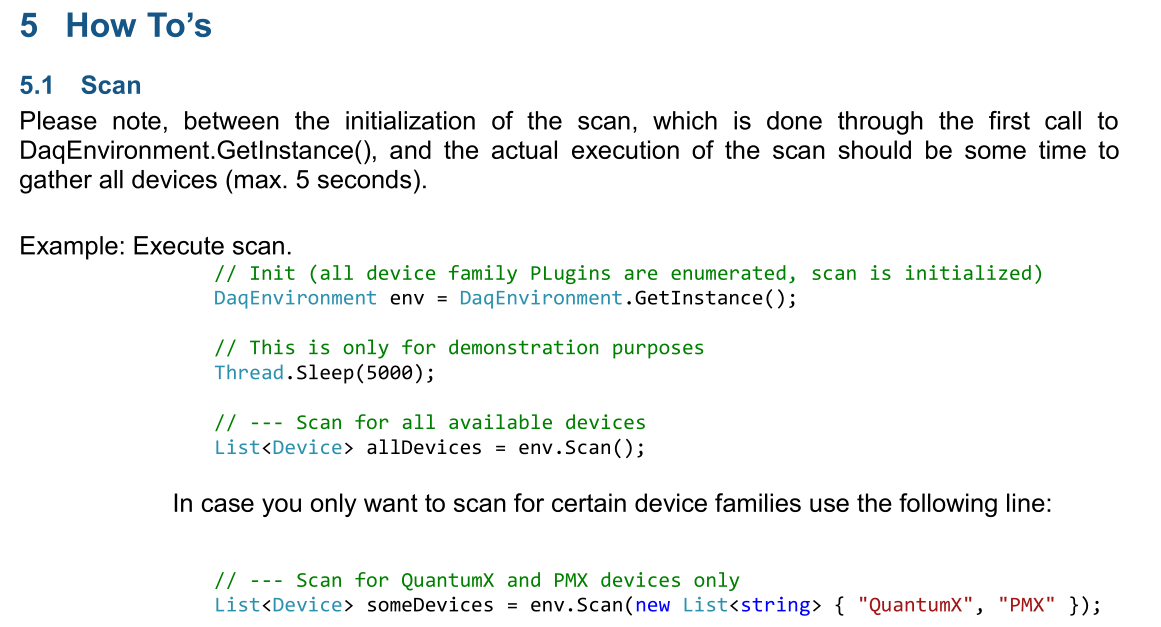 5 How To’s
5.1 Scan
Please note, between the initialization of the scan, which is done through the first call to
DaqEnvironment.GetInstance(), and the actual execution of the scan should be some time to
gather all devices (max. 5 seconds).
Example: Execute scan.
// Init (all device family PLugins are enumerated, scan is initialized)
DaqEnvironment env = DaqEnvironment.GetInstance();
// This is only for demonstration purposes
Thread.Sleep(5000);
// --- Scan for all available devices
List<Device> allDevices = env.Scan();
In case you only want to scan for certain device families use the following line:
// --- Scan for QuantumX and PMX devices only
List<Device> someDevices = env.Scan(new List<string> { "QuantumX", "PMX" });